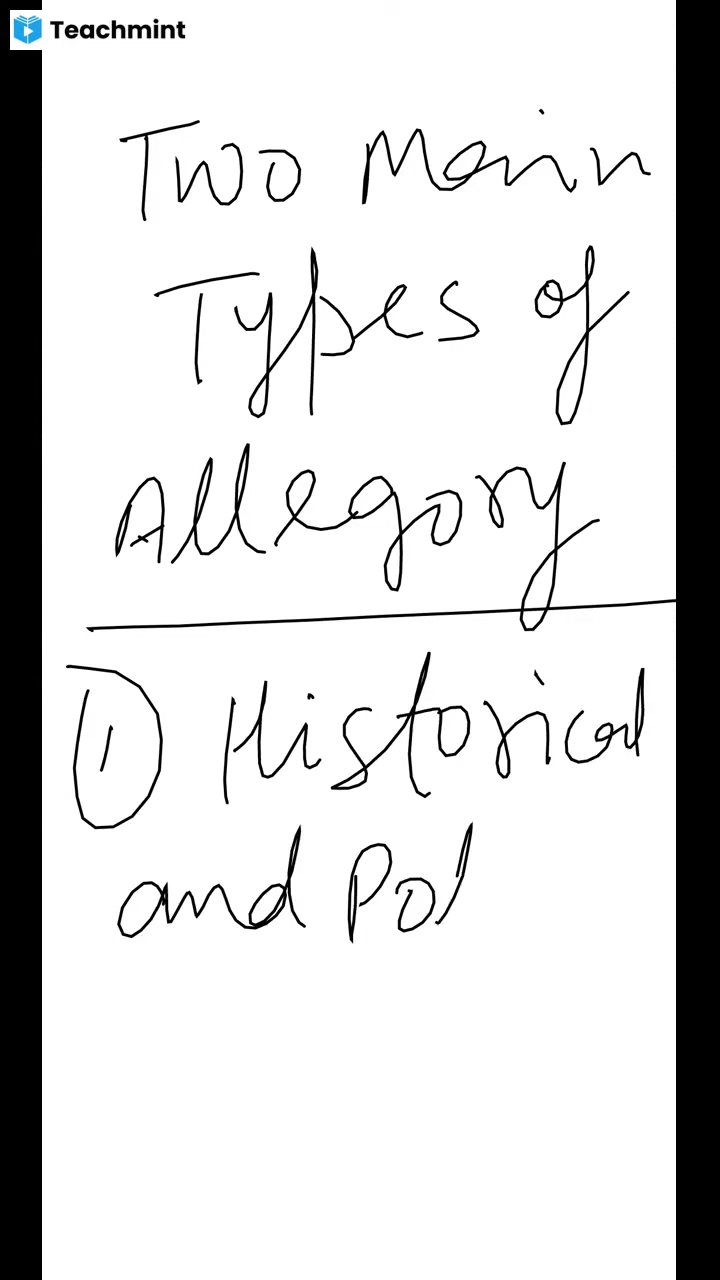 Teachmint
Two Main
Types of
Allegory
1 Historical
and Pol